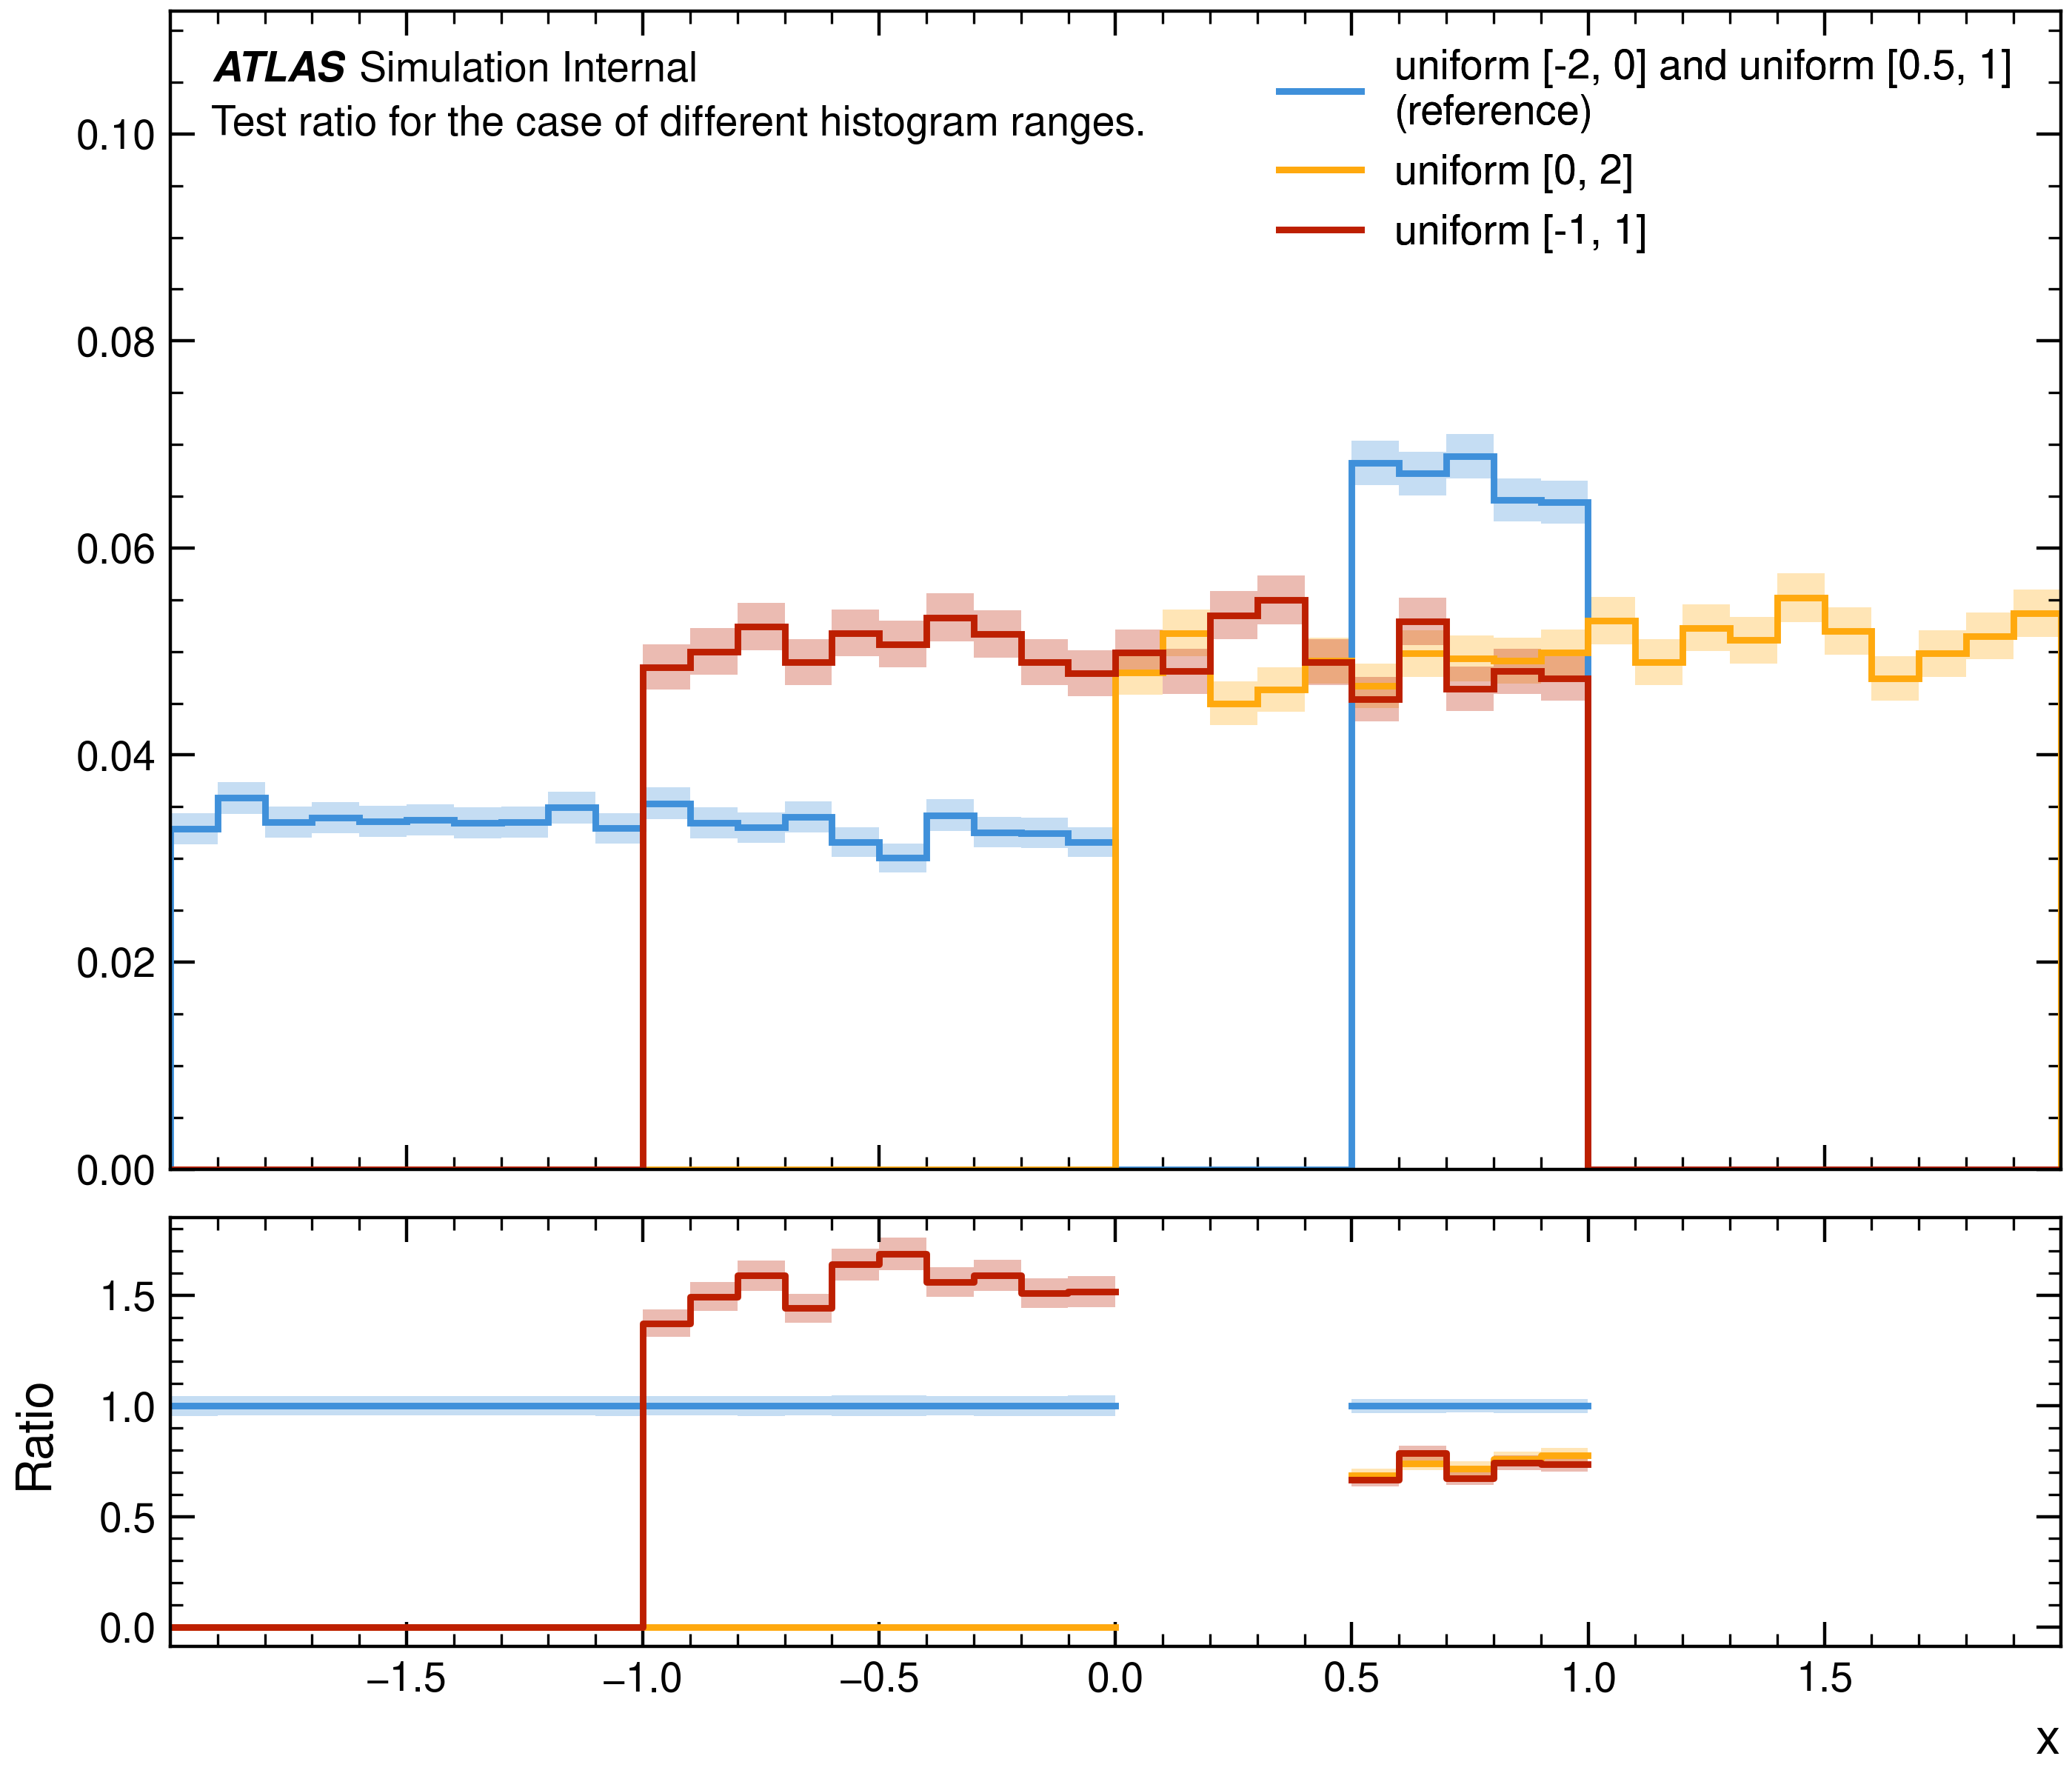 ATLAS Simulation Internal
Test ratio for the case of different histogram ranges.
uniform [-2, 0] and uniform [0.5, 1]
(reference)
uniform [0, 2]
uniform [-1, 1]
0.10
0.08
0.06
0.04
0.02
0.00
Ratio
1.5
1.0
0.5
0.0
−1.5 −1.0 −0.5 0.0 0.5 1.0 1.5
x